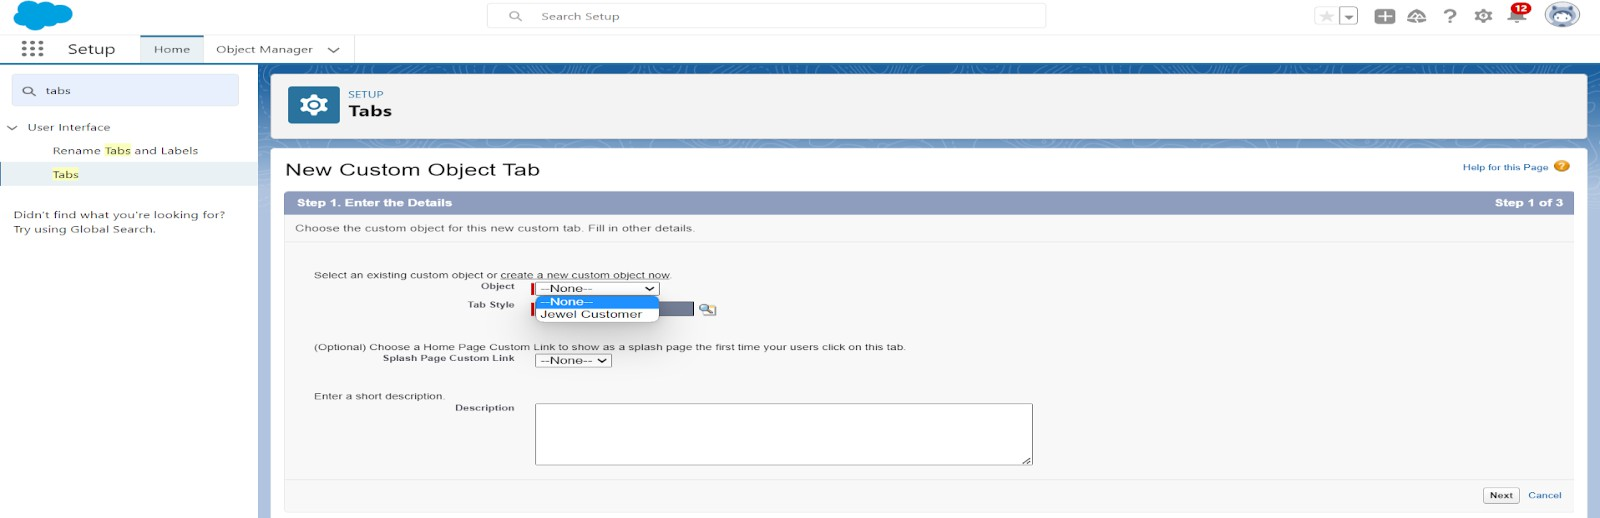 Search Setup
12
Setup
Home
Object Manager
tabs
User Interface
Rename Tabs and Labels
Tabs
Didn't find what you're looking for?
Try using Global Search.
SETUP
Tabs
New Custom Object Tab
Help for this Page
Step 1. Enter the Details
Step 1 of 3
Choose the custom object for this new custom tab. Fill in other details.
Select an existing custom object or create a new custom object now.
Object
--None--
--None--
Jewel Customer
Tab Style
(Optional) Choose a Home Page Custom Link to show as a splash page the first time your users click on this tab.
Splash Page Custom Link
--None--
Enter a short description.
Description
Next
Cancel